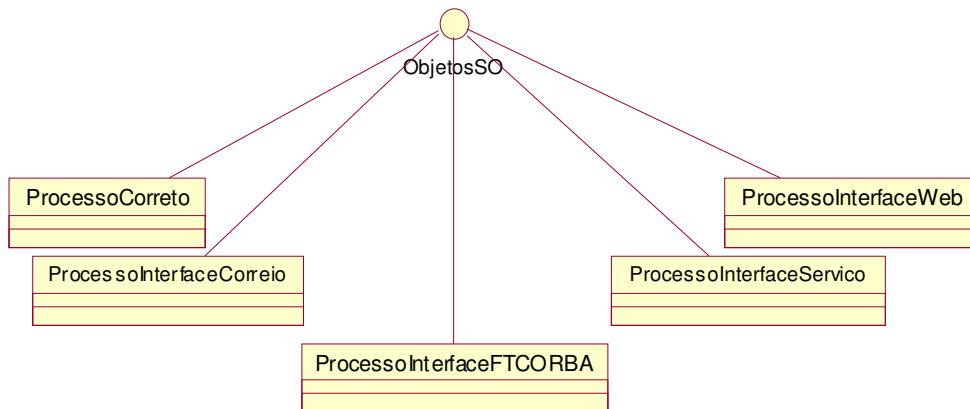 ObjetosSO
ProcessoCorreto
ProcessoInterfaceWeb
ProcessoInterfaceCorreio
ProcessoInterfaceServico
ProcessoInterfaceFTCORBA